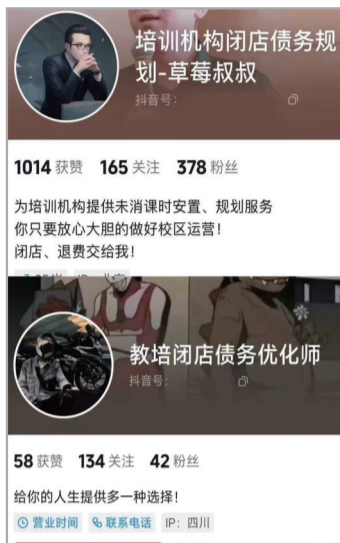 培训机构闭店债务规
划-草莓叔叔
抖音号：
1014 获赞 165 关注 378 粉丝
为培训机构提供未消课时安置、规划服务
你只要放心大胆的做好校区运营！
闭店、退费交给我！
教培闭店债务优化师
抖音号：
58 获赞 134 关注 42 粉丝
给你的人生提供多一种选择！
营业时间 联系电话 IP：四川